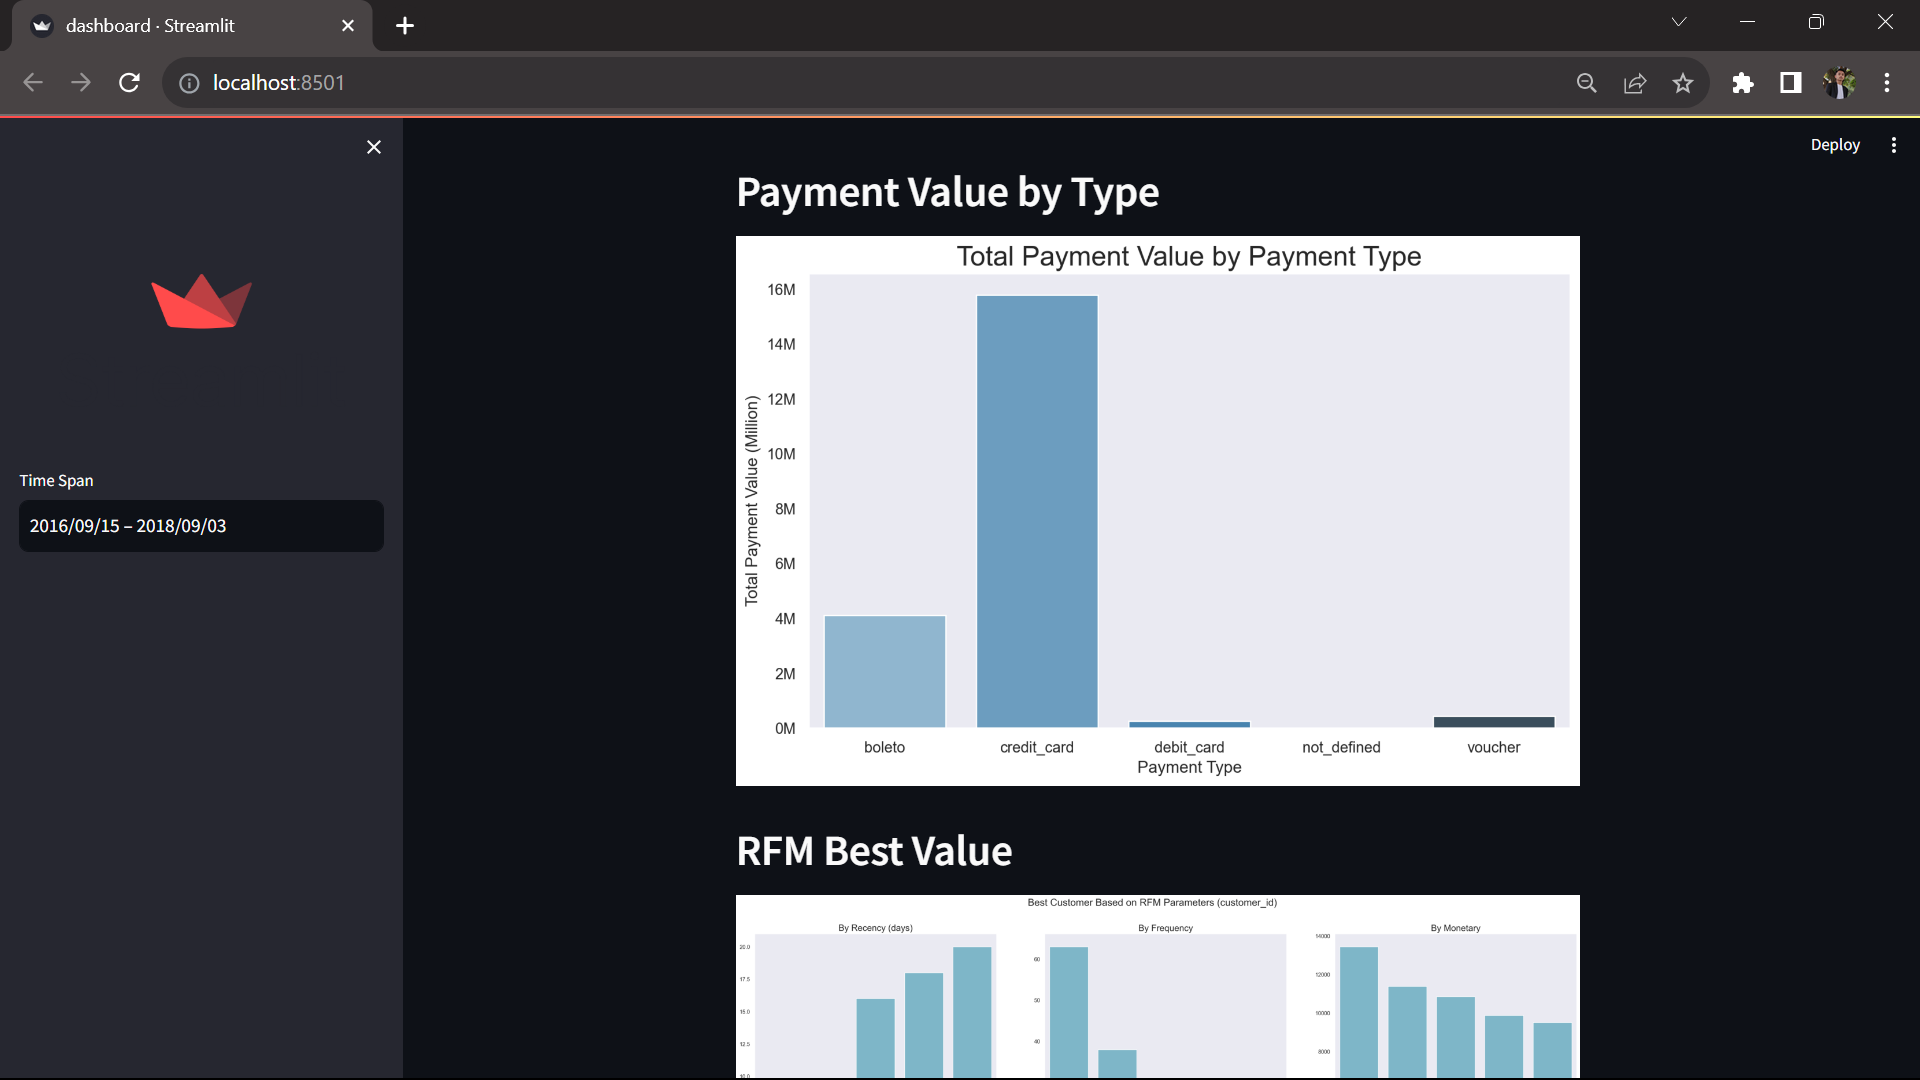 dashboard · Streamlit
localhost:8501
Deploy
Time Span
2016/09/15 – 2018/09/03
Payment Value by Type
Total Payment Value by Payment Type
Total Payment Value (Million)
16M
14M
12M
10M
8M
6M
4M
2M
0M
boleto credit_card debit_card not_defined voucher
Payment Type
RFM Best Value
Best Customer Based on RFM Parameters (customer_id)
By Recency (days) By Frequency By Monetary
20.0
17.5
15.0
12.5
10.0
60
50
40
14000
12000
10000
8000